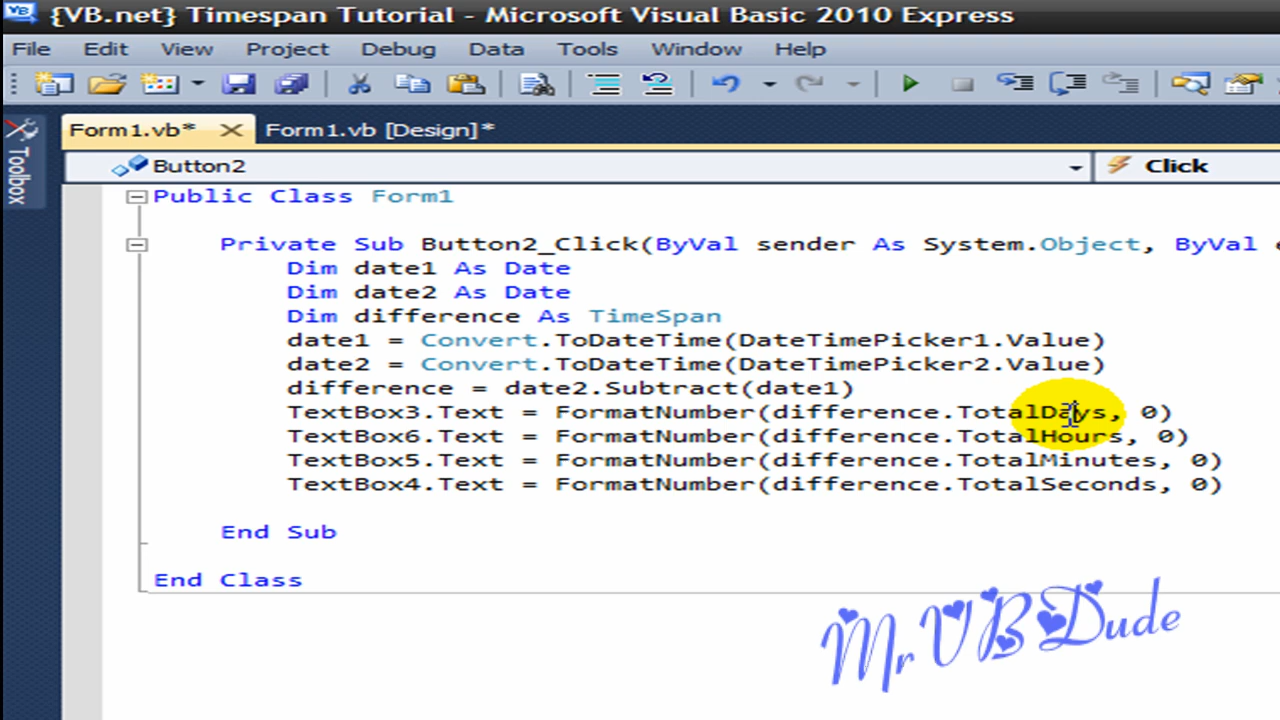 {VB.net} Timespan Tutorial - Microsoft Visual Basic 2010 Express
File Edit View Project Debug Data Tools Window Help
Form1.vb* Form1.vb [Design]*
Toolbox
Button2 Click
Public Class Form1
Private Sub Button2_Click(ByVal sender As System.Object, ByVal e
Dim date1 As Date
Dim date2 As Date
Dim difference As TimeSpan
date1 = Convert.ToDateTime(DateTimePicker1.Value)
date2 = Convert.ToDateTime(DateTimePicker2.Value)
difference = date2.Subtract(date1)
TextBox3.Text = FormatNumber(difference.TotalDays, 0)
TextBox6.Text = FormatNumber(difference.TotalHours, 0)
TextBox5.Text = FormatNumber(difference.TotalMinutes, 0)
TextBox4.Text = FormatNumber(difference.TotalSeconds, 0)
End Sub
End Class
MrVBDude